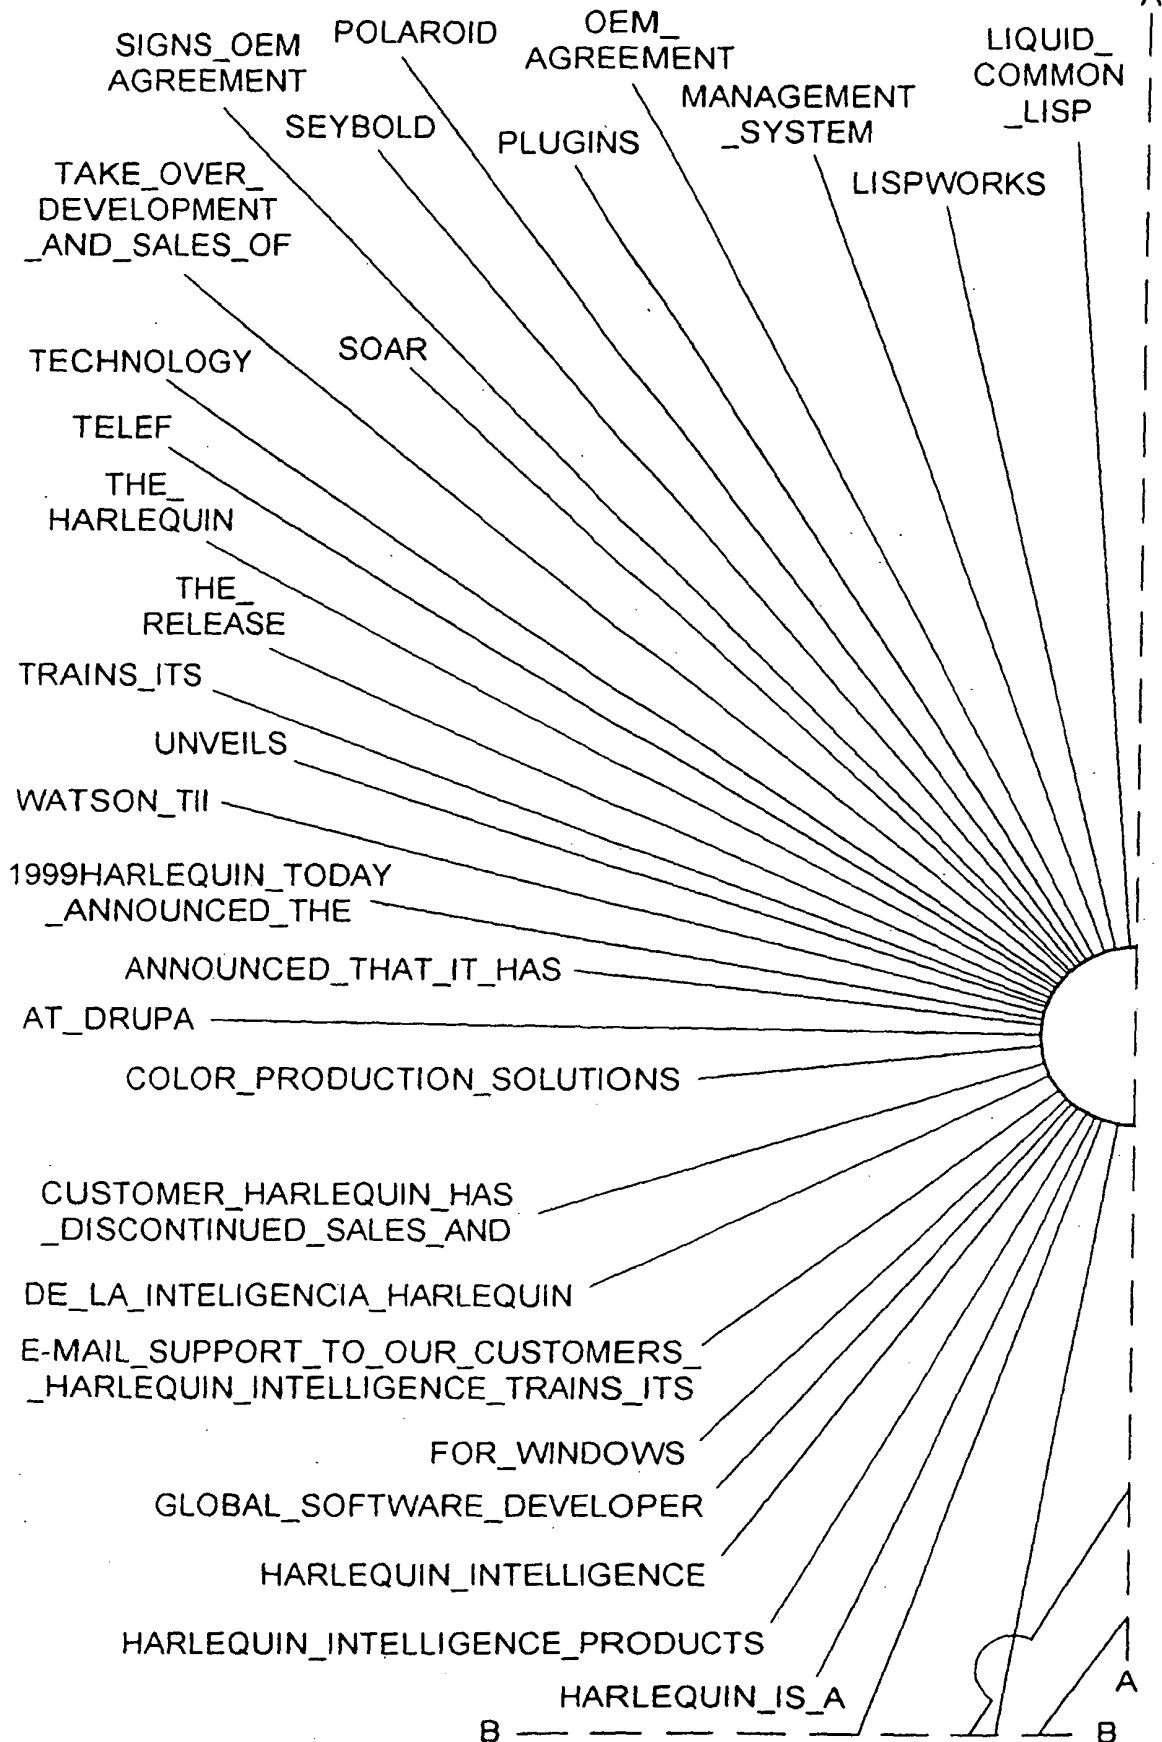 A
SIGNS_OEM
AGREEMENT
POLAROID
OEM_
AGREEMENT
LIQUID_
COMMON
_LISP
SEYBOLD
PLUGINS
MANAGEMENT
_SYSTEM
LISPWORKS
TAKE_OVER_
DEVELOPMENT
_AND_SALES_OF
TECHNOLOGY
SOAR
TELEF
THE_
HARLEQUIN
THE_
RELEASE
TRAINS_ITS
UNVEILS
WATSON_TII
1999HARLEQUIN_TODAY
_ANNOUNCED_THE
ANNOUNCED_THAT_IT_HAS
AT_DRUPA
COLOR_PRODUCTION_SOLUTIONS
CUSTOMER_HARLEQUIN_HAS
_DISCONTINUED_SALES_AND
DE_LA_INTELIGENCIA_HARLEQUIN
E-MAIL_SUPPORT_TO_OUR_CUSTOMERS_
_HARLEQUIN_INTELLIGENCE_TRAINS_ITS
FOR_WINDOWS
GLOBAL_SOFTWARE_DEVELOPER
HARLEQUIN_INTELLIGENCE
HARLEQUIN_INTELLIGENCE_PRODUCTS
HARLEQUIN_IS_A
A
B B